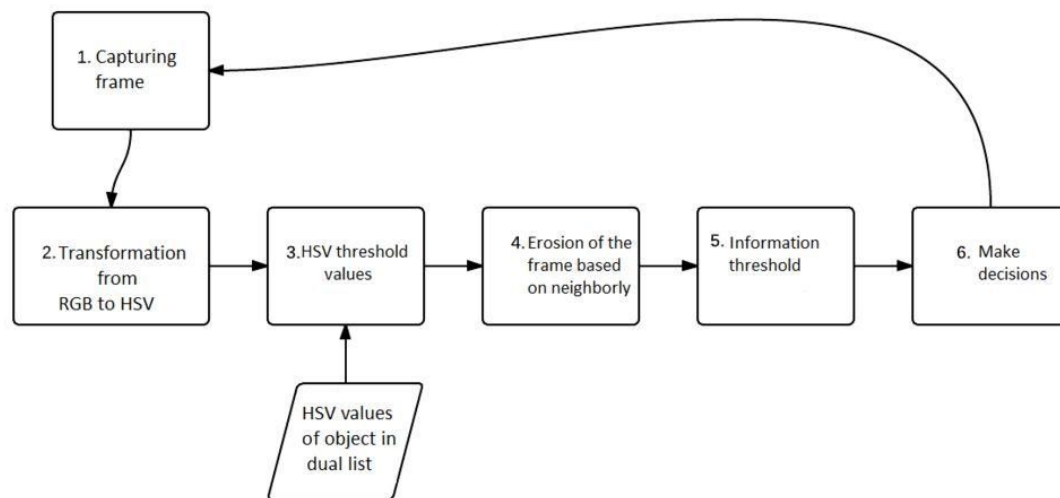 1. Capturing
frame
2. Transformation
from
RGB to HSV
3. HSV threshold
values
4. Erosion of the
frame based
on neighborly
5. Information
threshold
6. Make
decisions
HSV values
of object in
dual list